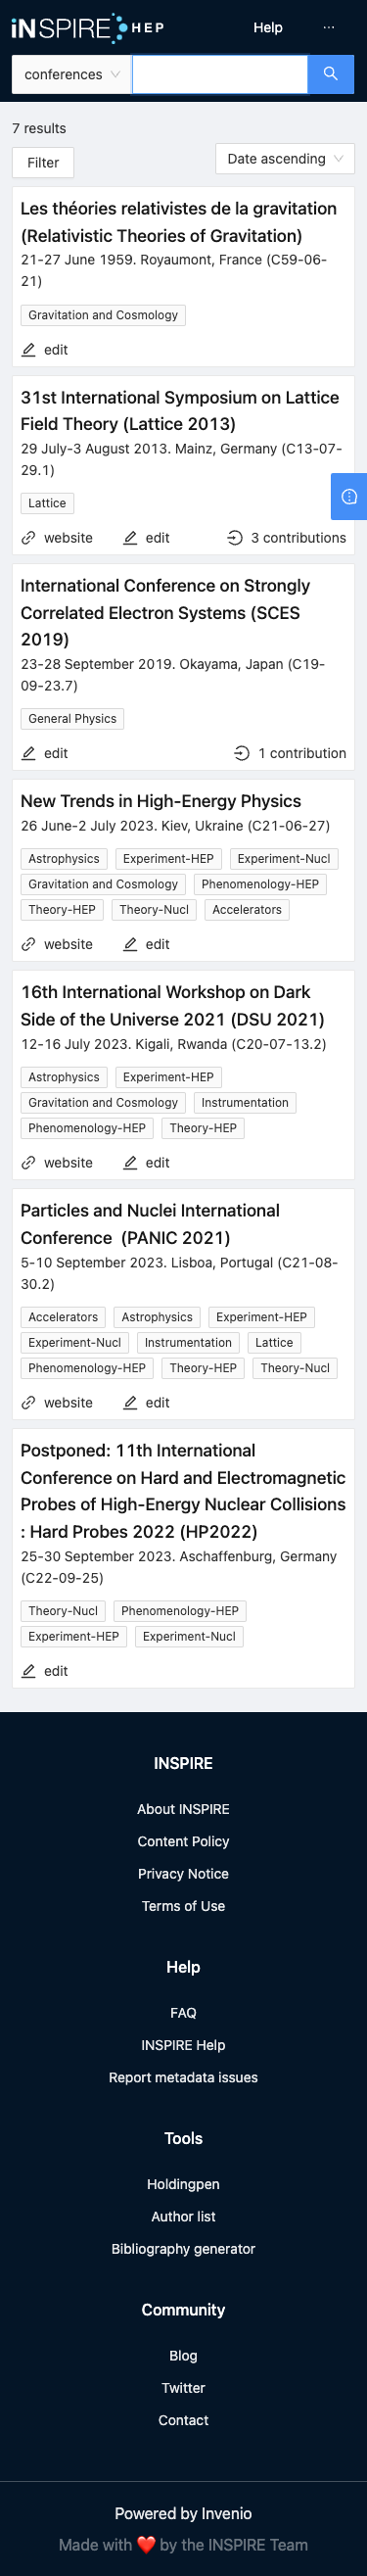 iNSPIRE HEP
Help
···
conferences
7 results
Filter
Date ascending
Les théories relativistes de la gravitation
(Relativistic Theories of Gravitation)
21-27 June 1959. Royaumont, France (C59-06-
21)
Gravitation and Cosmology
edit
31st International Symposium on Lattice
Field Theory (Lattice 2013)
29 July-3 August 2013. Mainz, Germany (C13-07-
29.1)
Lattice
website edit 3 contributions
International Conference on Strongly
Correlated Electron Systems (SCES
2019)
23-28 September 2019. Okayama, Japan (C19-
09-23.7)
General Physics
edit 1 contribution
New Trends in High-Energy Physics
26 June-2 July 2023. Kiev, Ukraine (C21-06-27)
Astrophysics Experiment-HEP Experiment-Nucl
Gravitation and Cosmology Phenomenology-HEP
Theory-HEP Theory-Nucl Accelerators
website edit
16th International Workshop on Dark
Side of the Universe 2021 (DSU 2021)
12-16 July 2023. Kigali, Rwanda (C20-07-13.2)
Astrophysics Experiment-HEP
Gravitation and Cosmology Instrumentation
Phenomenology-HEP Theory-HEP
website edit
Particles and Nuclei International
Conference (PANIC 2021)
5-10 September 2023. Lisboa, Portugal (C21-08-
30.2)
Accelerators Astrophysics Experiment-HEP
Experiment-Nucl Instrumentation Lattice
Phenomenology-HEP Theory-HEP Theory-Nucl
website edit
Postponed: 11th International
Conference on Hard and Electromagnetic
Probes of High-Energy Nuclear Collisions
: Hard Probes 2022 (HP2022)
25-30 September 2023. Aschaffenburg, Germany
(C22-09-25)
Theory-Nucl Phenomenology-HEP
Experiment-HEP Experiment-Nucl
edit
INSPIRE
About INSPIRE
Content Policy
Privacy Notice
Terms of Use
Help
FAQ
INSPIRE Help
Report metadata issues
Tools
Holdingpen
Author list
Bibliography generator
Community
Blog
Twitter
Contact
Powered by Invenio
Made with ❤️ by the INSPIRE Team